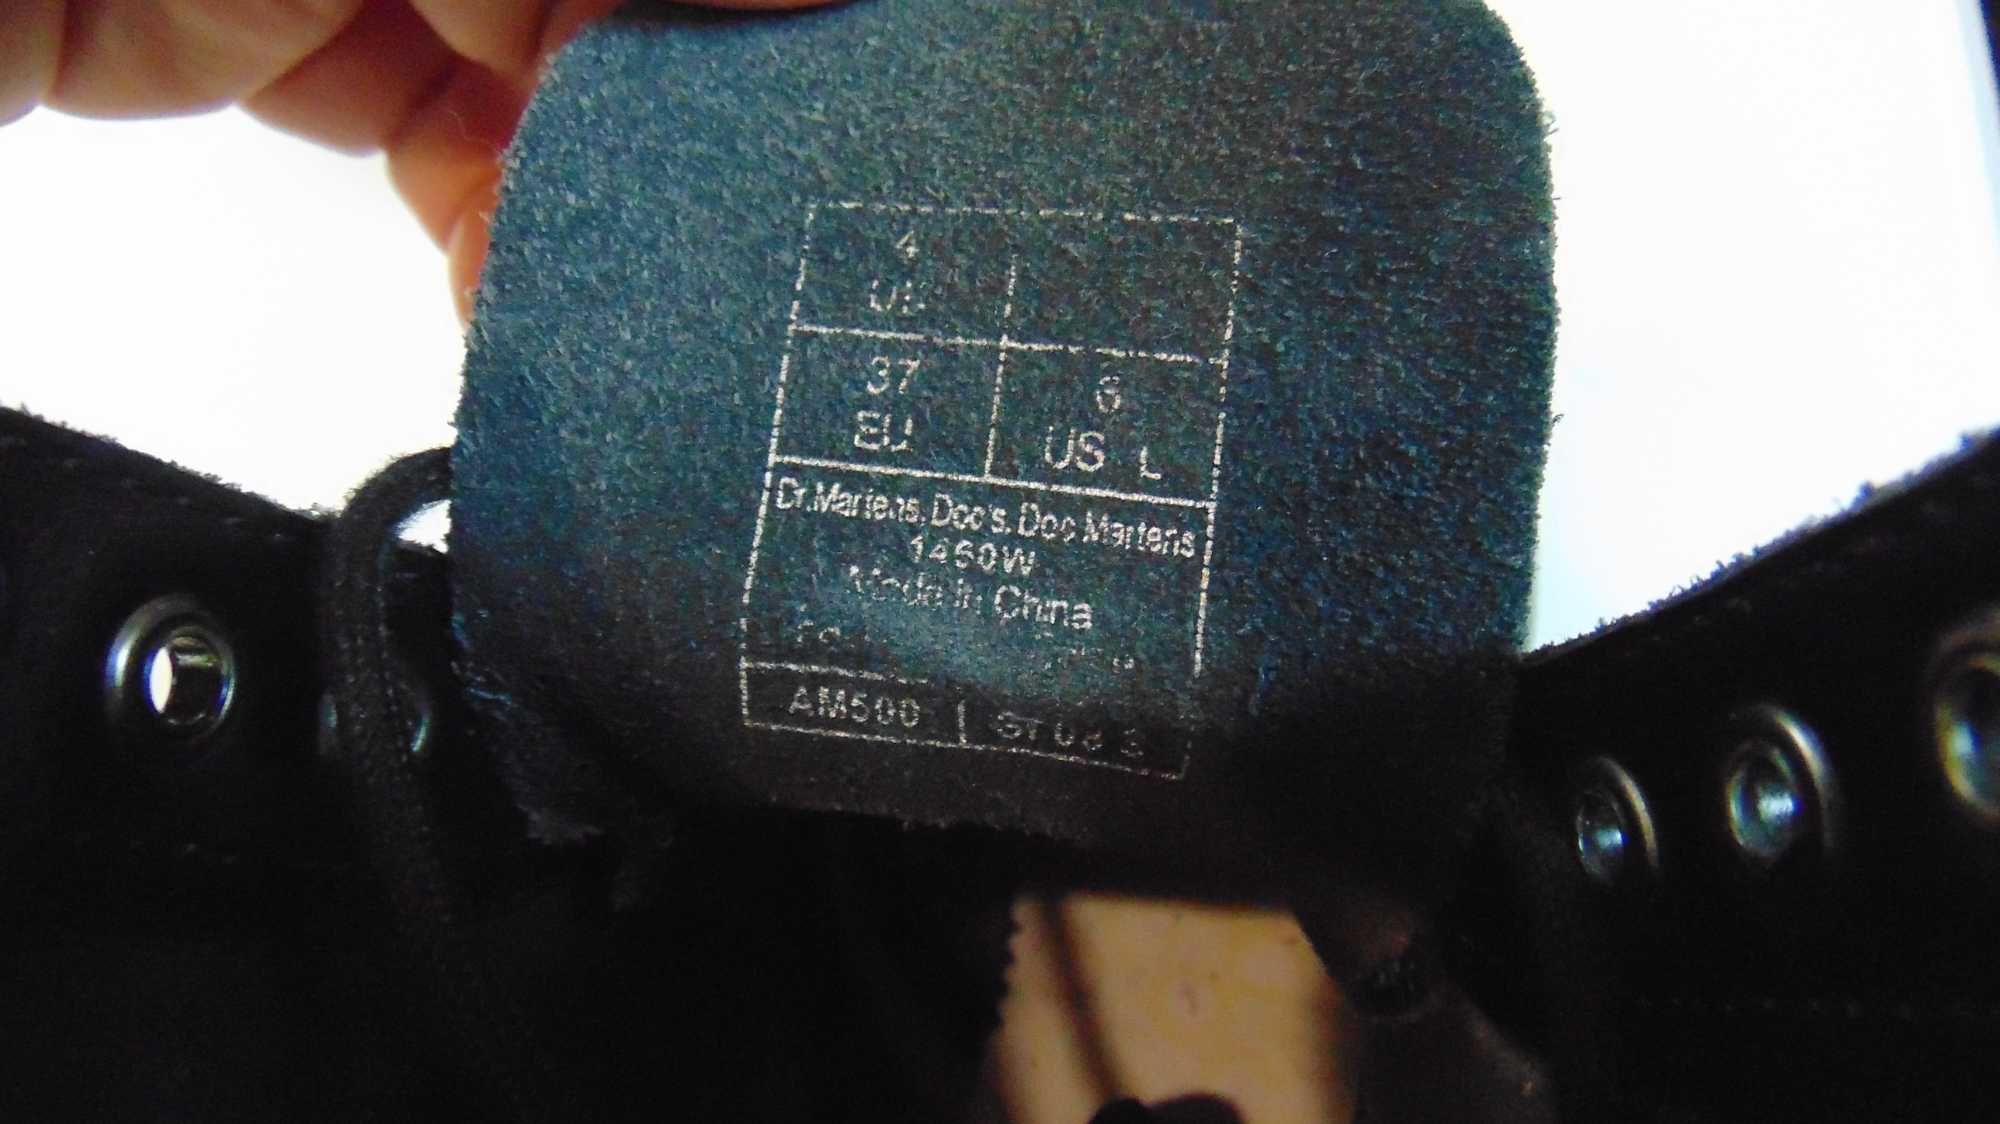 4
37 6
EU US L
Dr.Martens. Doc's. Doc Martens
1460W
Made in China
AM500